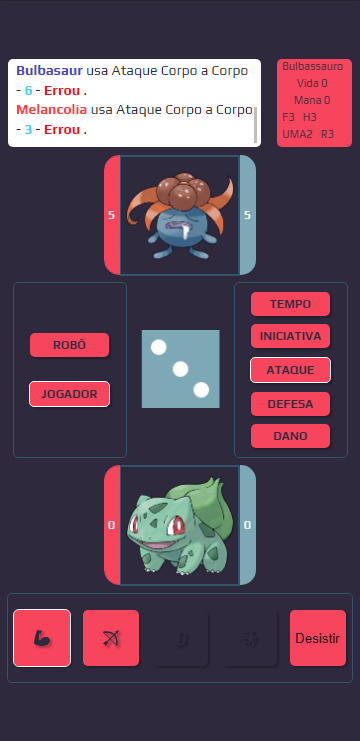 Bulbasaur usa Ataque Corpo a Corpo
- 6 - Errou .
Melancolia usa Ataque Corpo a Corpo
- 3 - Errou .
Bulbassauro
Vida 0
Mana 0
F3 H3
UMA2 R3
5
5
ROBÔ
JOGADOR
TEMPO
INICIATIVA
ATAQUE
DEFESA
DANO
0
0
Desistir